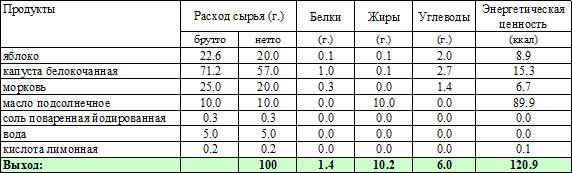 Продукты Расход сырья (г.) Белки Жиры Углеводы Энергетическая ценность
брутто нетто (г.) (г.) (г.) (ккал)
яблоко 22.6 20.0 0.1 0.1 2.0 8.9
капуста белокочанная 71.2 57.0 1.0 0.1 2.7 15.3
морковь 25.0 20.0 0.3 0.0 1.4 6.7
масло подсолнечное 10.0 10.0 0.0 10.0 0.0 89.9
соль поваренная йодированная 0.3 0.3 0.0 0.0 0.0 0.0
вода 5.0 5.0 0.0 0.0 0.0 0.0
кислота лимонная 0.2 0.2 0.0 0.0 0.0 0.1
Выход: 100 1.4 10.2 6.0 120.9